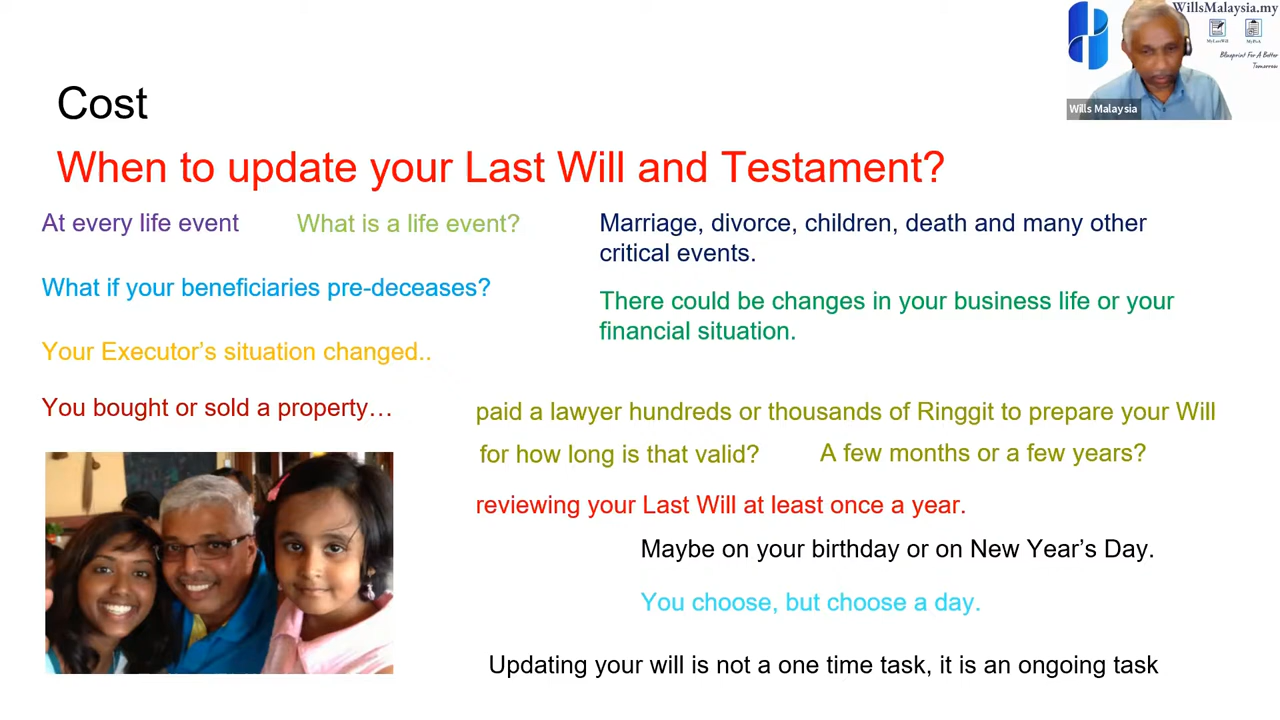 WillsMalaysia.my
MyLastWill
Blueprint For A Better
Tomorrow
Wills Malaysia
Cost
When to update your Last Will and Testament?
At every life event
What is a life event?
Marriage, divorce, children, death and many other
critical events.
What if your beneficiaries pre-deceases?
There could be changes in your business life or your
financial situation.
Your Executor’s situation changed..
You bought or sold a property…
paid a lawyer hundreds or thousands of Ringgit to prepare your Will
for how long is that valid?
A few months or a few years?
reviewing your Last Will at least once a year.
Maybe on your birthday or on New Year’s Day.
You choose, but choose a day.
Updating your will is not a one time task, it is an ongoing task